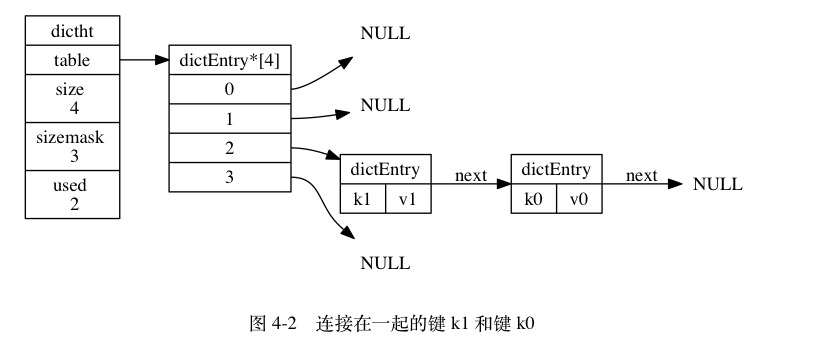 dictht
table
size
4
sizemask
3
used
2
dictEntry*[4]
0
1
2
3
NULL
NULL
dictEntry
k1 v1
next
dictEntry
k0 v0
next
NULL
NULL
图 4-2 连接在一起的键 k1 和键 k0